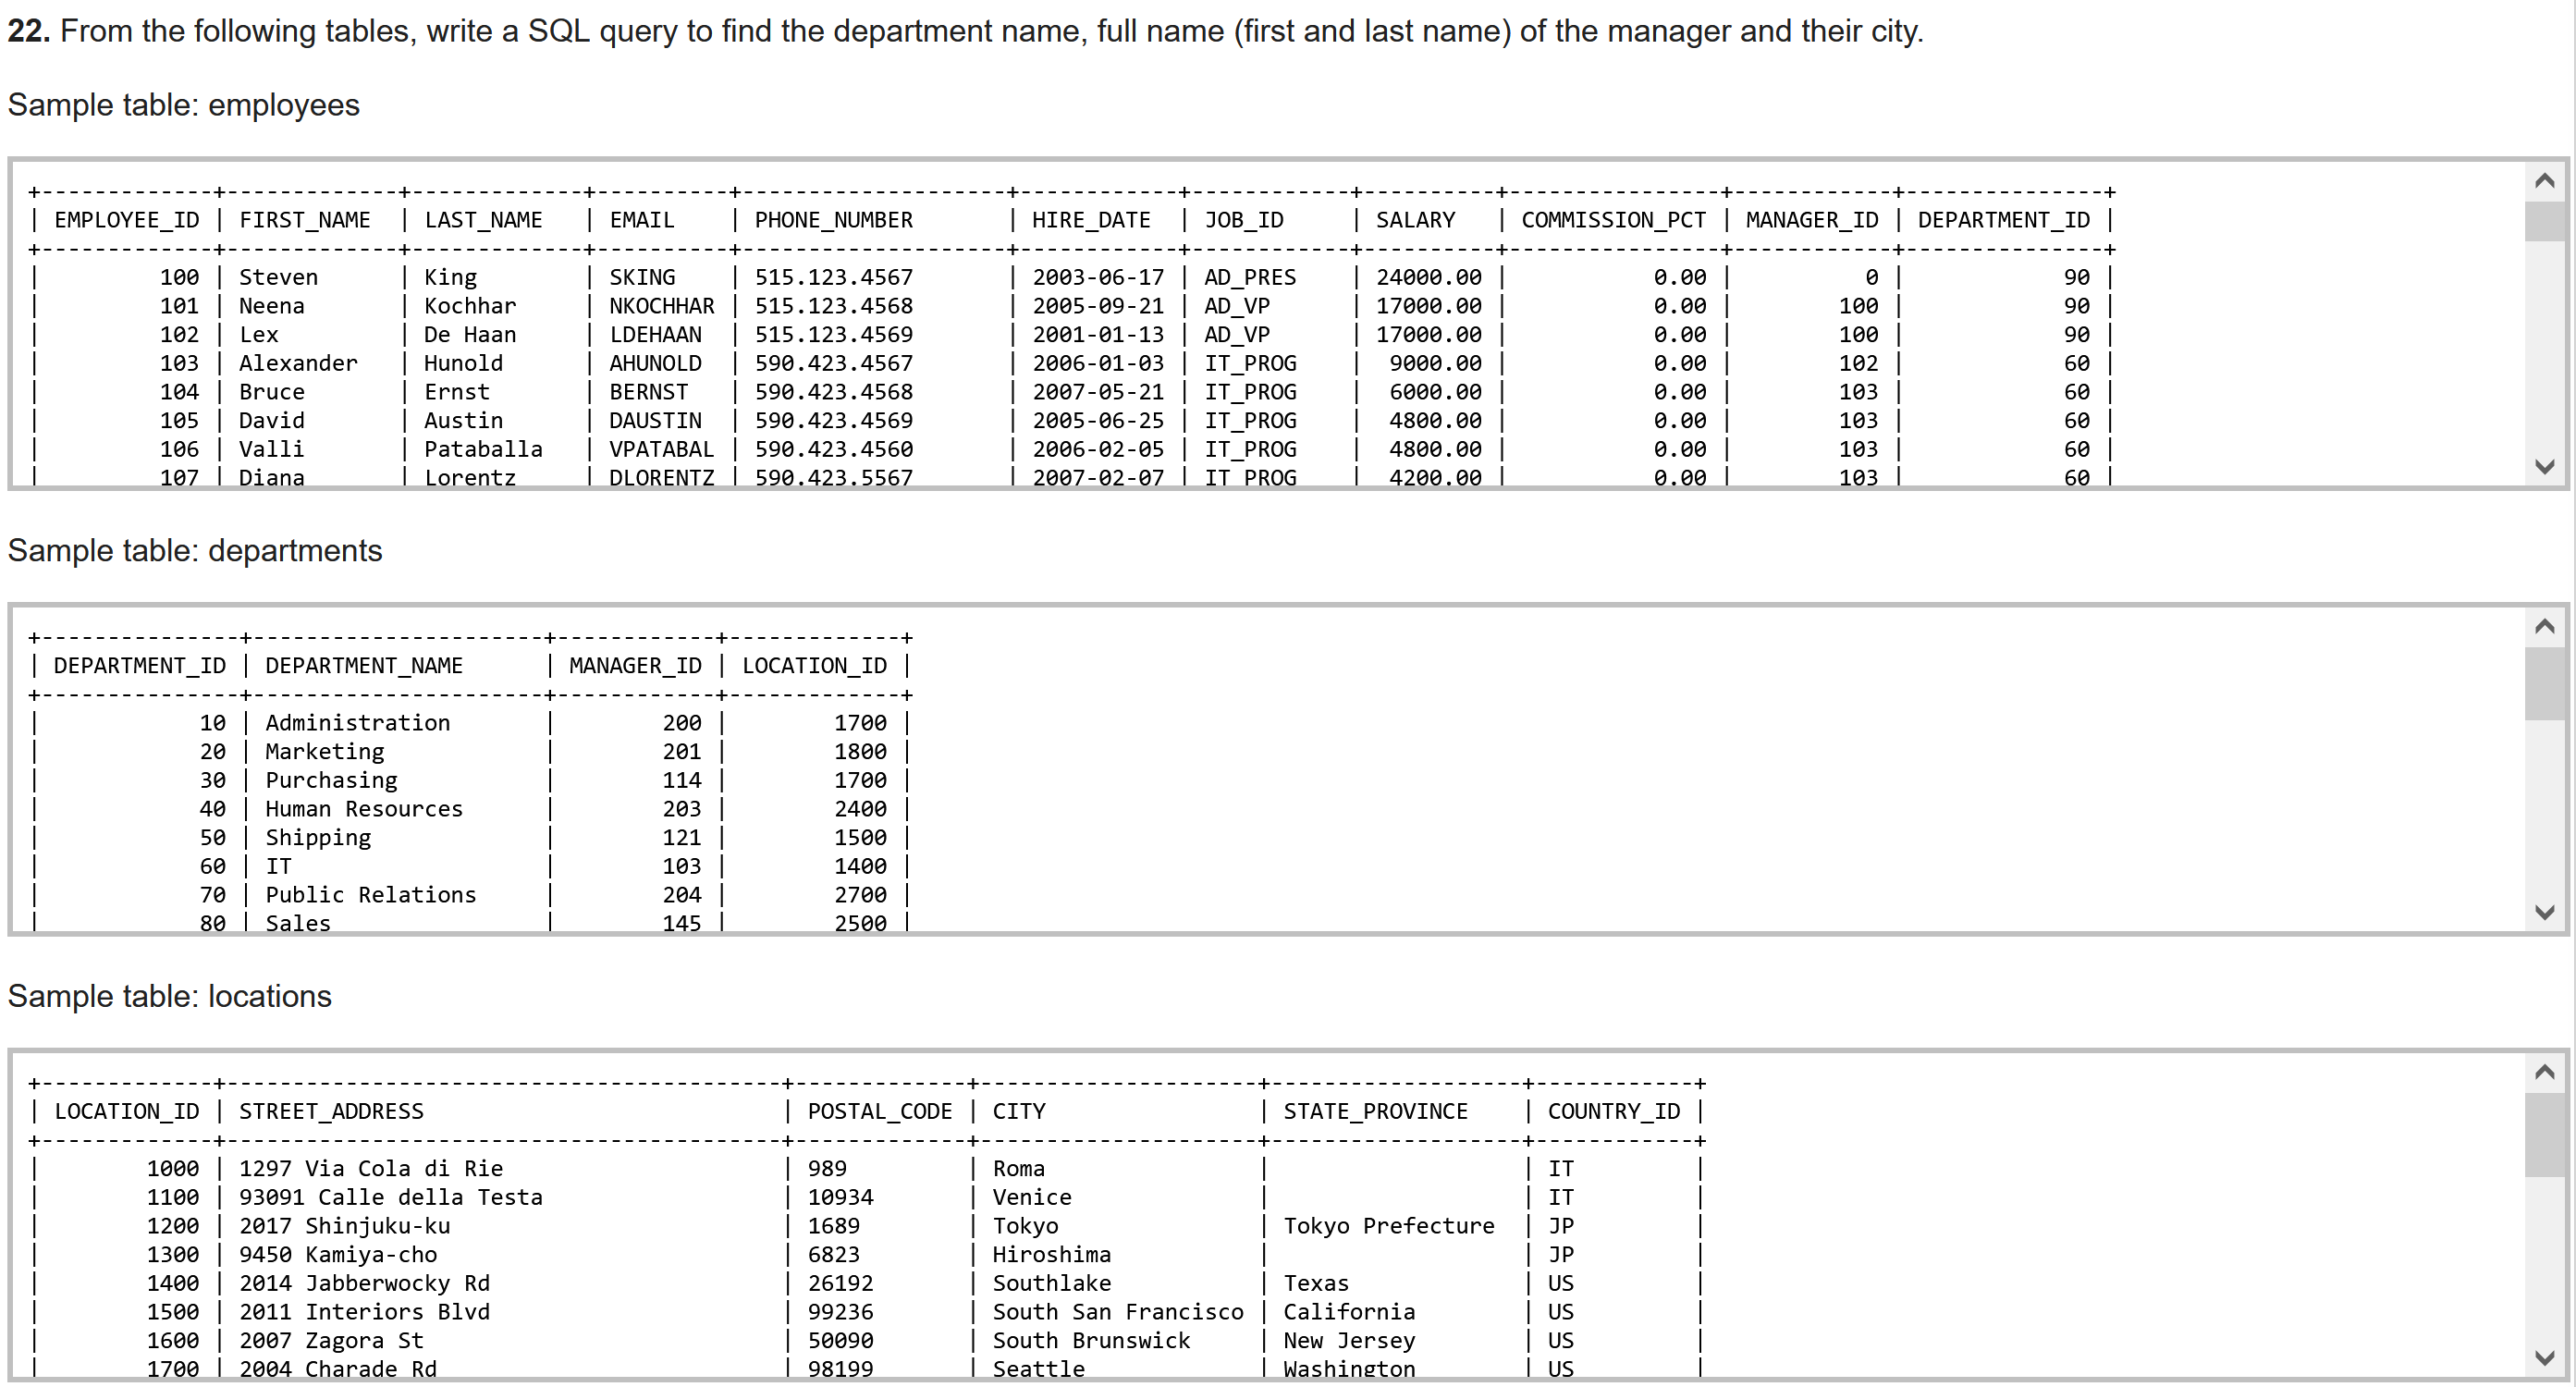 22. From the following tables, write a SQL query to find the department name, full name (first and last name) of the manager and their city.
Sample table: employees
+-------------+-------------+-------------+----------+--------------------+------------+------------+----------+----------------+------------+---------------+
| EMPLOYEE_ID | FIRST_NAME | LAST_NAME | EMAIL | PHONE_NUMBER | HIRE_DATE | JOB_ID | SALARY | COMMISSION_PCT | MANAGER_ID | DEPARTMENT_ID |
+-------------+-------------+-------------+----------+--------------------+------------+------------+----------+----------------+------------+---------------+
| 100 | Steven | King | SKING | 515.123.4567 | 2003-06-17 | AD_PRES | 24000.00 | 0.00 | 0 | 90 |
| 101 | Neena | Kochhar | NKOCHHAR | 515.123.4568 | 2005-09-21 | AD_VP | 17000.00 | 0.00 | 100 | 90 |
| 102 | Lex | De Haan | LDEHAAN | 515.123.4569 | 2001-01-13 | AD_VP | 17000.00 | 0.00 | 100 | 90 |
| 103 | Alexander | Hunold | AHUNOLD | 590.423.4567 | 2006-01-03 | IT_PROG | 9000.00 | 0.00 | 102 | 60 |
| 104 | Bruce | Ernst | BERNST | 590.423.4568 | 2007-05-21 | IT_PROG | 6000.00 | 0.00 | 103 | 60 |
| 105 | David | Austin | DAUSTIN | 590.423.4569 | 2005-06-25 | IT_PROG | 4800.00 | 0.00 | 103 | 60 |
| 106 | Valli | Pataballa | VPATABAL | 590.423.4560 | 2006-02-05 | IT_PROG | 4800.00 | 0.00 | 103 | 60 |
| 107 | Diana | Lorentz | DLORENTZ | 590.423.5567 | 2007-02-07 | IT_PROG | 4200.00 | 0.00 | 103 | 60 |
Sample table: departments
+---------------+----------------------+------------+-------------+
| DEPARTMENT_ID | DEPARTMENT_NAME | MANAGER_ID | LOCATION_ID |
+---------------+----------------------+------------+-------------+
| 10 | Administration | 200 | 1700 |
| 20 | Marketing | 201 | 1800 |
| 30 | Purchasing | 114 | 1700 |
| 40 | Human Resources | 203 | 2400 |
| 50 | Shipping | 121 | 1500 |
| 60 | IT | 103 | 1400 |
| 70 | Public Relations | 204 | 2700 |
| 80 | Sales | 145 | 2500 |
Sample table: locations
+-------------+------------------------------------------+-------------+---------------------+-------------------+------------+
| LOCATION_ID | STREET_ADDRESS | POSTAL_CODE | CITY | STATE_PROVINCE | COUNTRY_ID |
+-------------+------------------------------------------+-------------+---------------------+-------------------+------------+
| 1000 | 1297 Via Cola di Rie | 989 | Roma | | IT |
| 1100 | 93091 Calle della Testa | 10934 | Venice | | IT |
| 1200 | 2017 Shinjuku-ku | 1689 | Tokyo | Tokyo Prefecture | JP |
| 1300 | 9450 Kamiya-cho | 6823 | Hiroshima | | JP |
| 1400 | 2014 Jabberwocky Rd | 26192 | Southlake | Texas | US |
| 1500 | 2011 Interiors Blvd | 99236 | South San Francisco | California | US |
| 1600 | 2007 Zagora St | 50090 | South Brunswick | New Jersey | US |
| 1700 | 2004 Charade Rd | 98199 | Seattle | Washington | US |